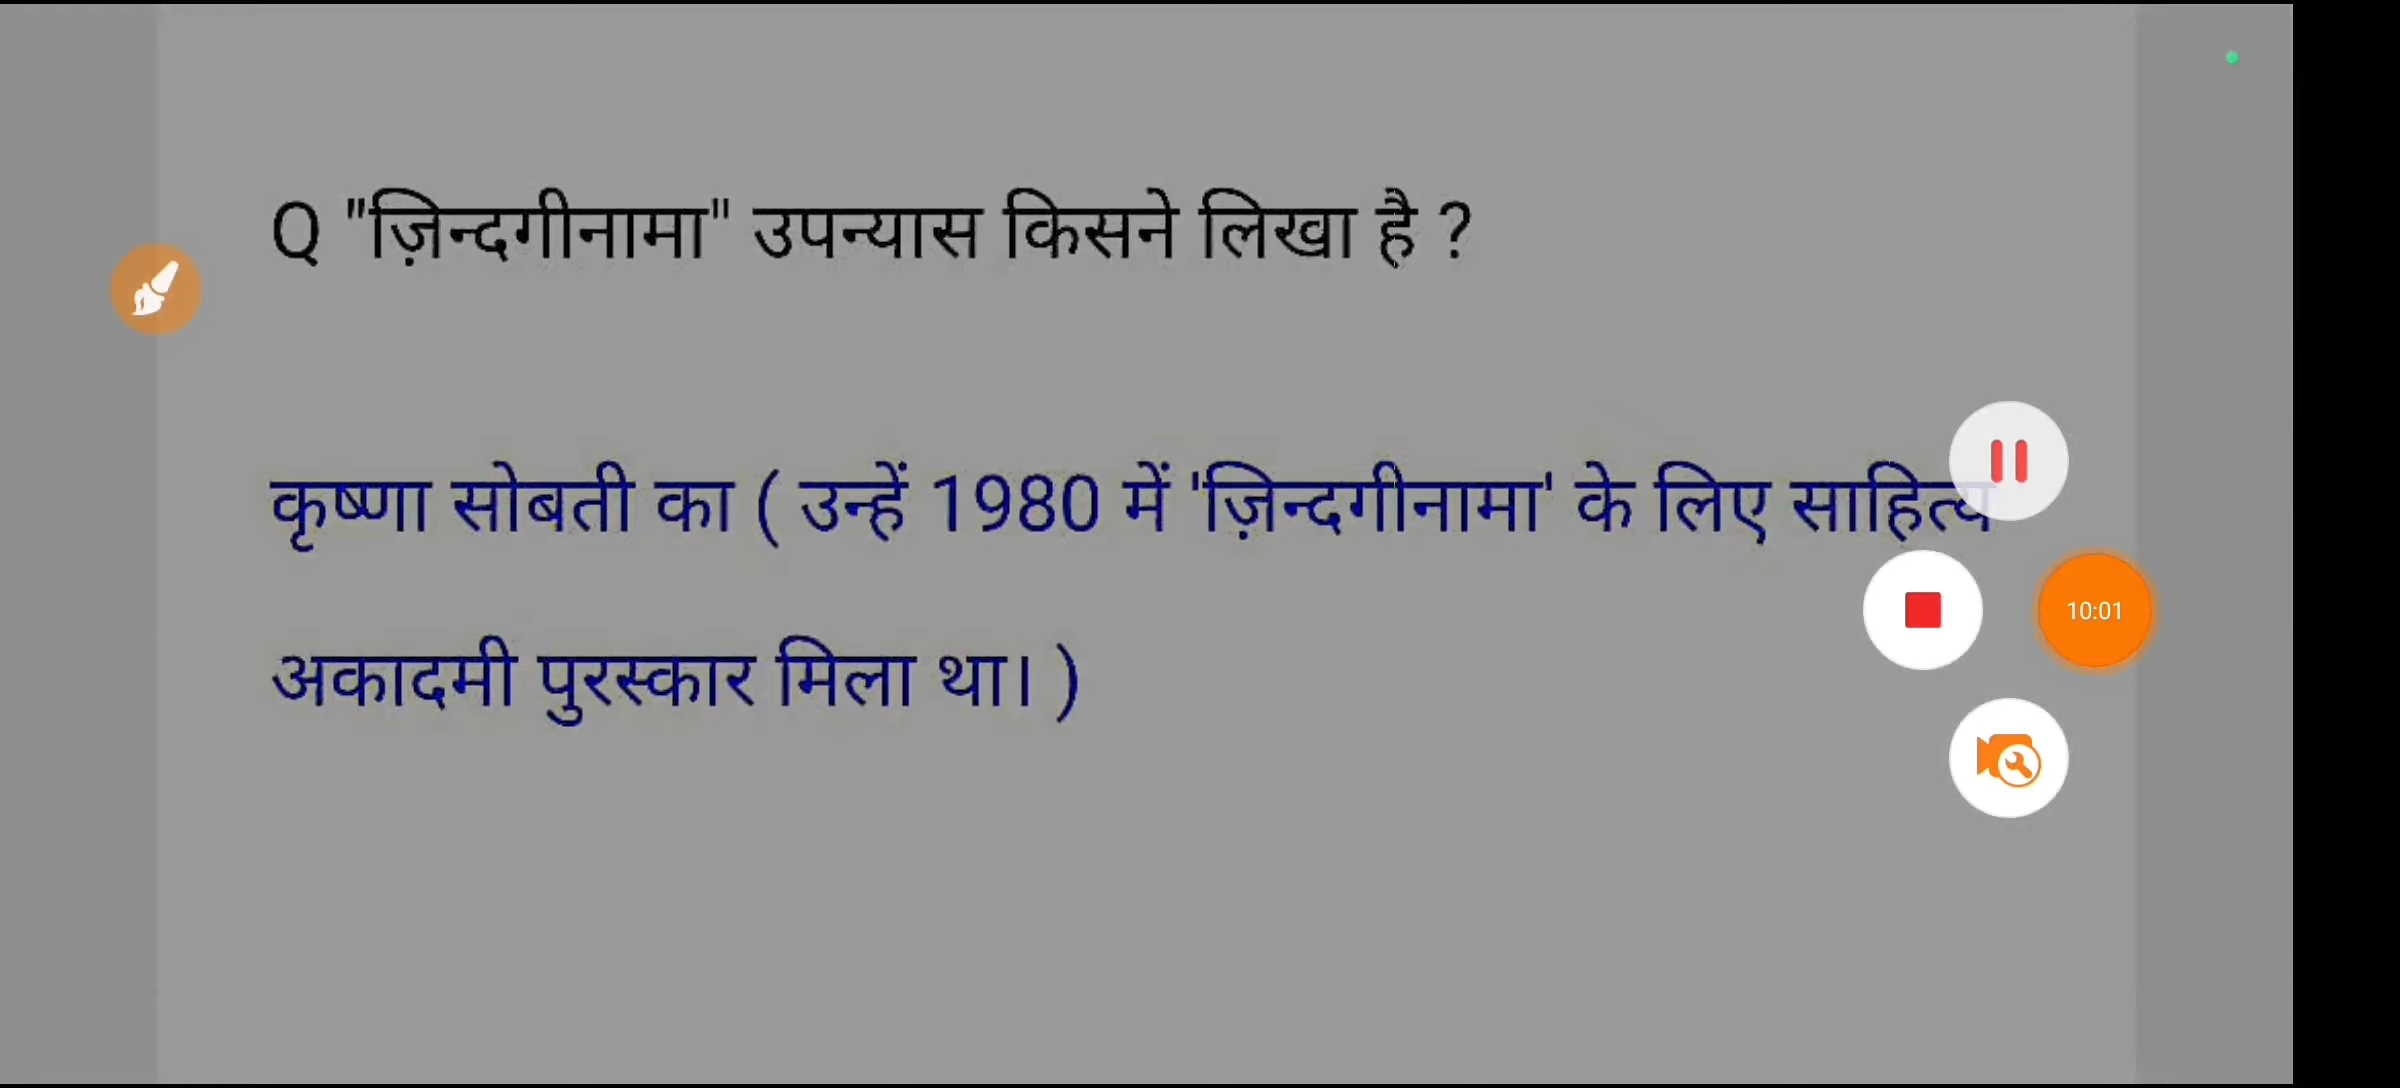 Q "ज़िन्दगीनामा" उपन्यास किसने लिखा है ?
कृष्णा सोबती का ( उन्हें 1980 में 'ज़िन्दगीनामा' के लिए साहित्य
10:01
अकादमी पुरस्कार मिला था। )